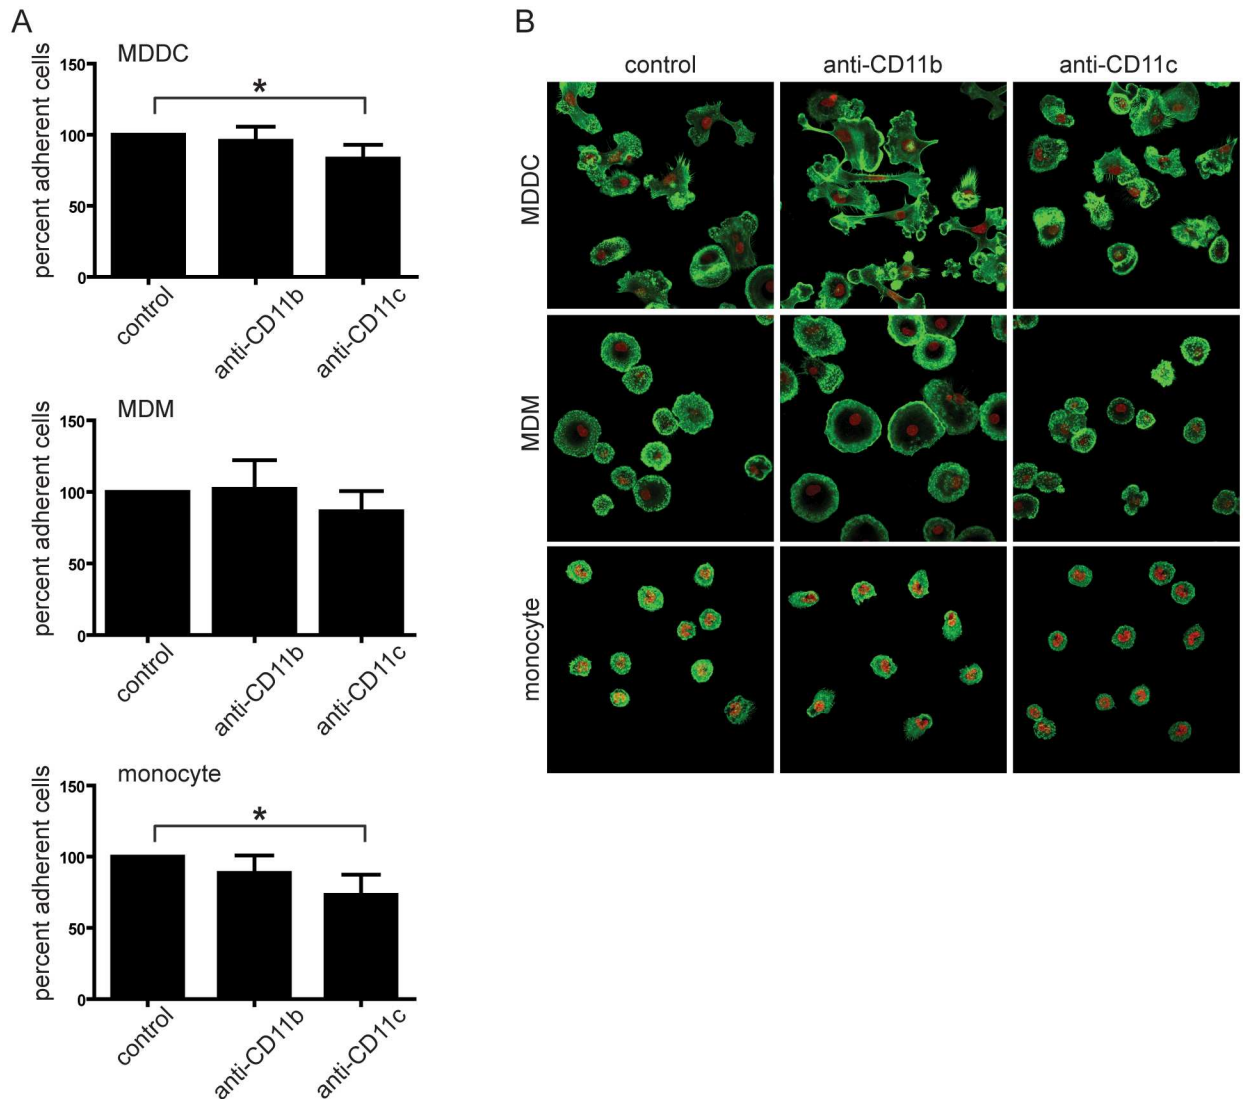 A
MDDC
percent adherent cells
150
100
50
0
*
control
anti-CD11b
anti-CD11c
MDM
percent adherent cells
150
100
50
0
control
anti-CD11b
anti-CD11c
monocyte
percent adherent cells
150
100
50
0
*
control
anti-CD11b
anti-CD11c
B
control anti-CD11b anti-CD11c
MDDC
MDM
monocyte